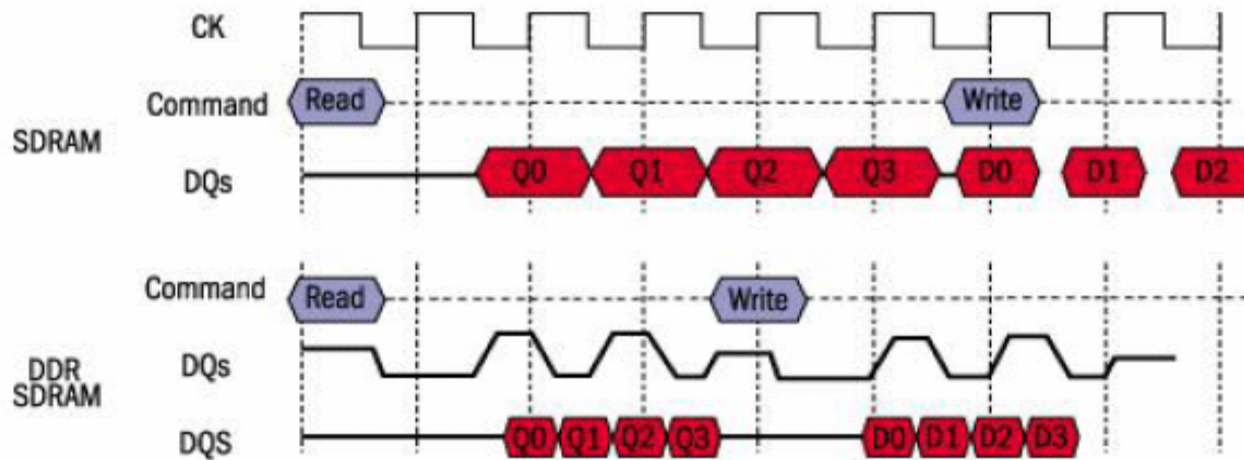 CK
Command Read Write
SDRAM
DQs Q0 Q1 Q2 Q3 D0 D1 D2
Command Read Write
DDR
SDRAM
DQs
DQS Q0 Q1 Q2 Q3 D0 D1 D2 D3